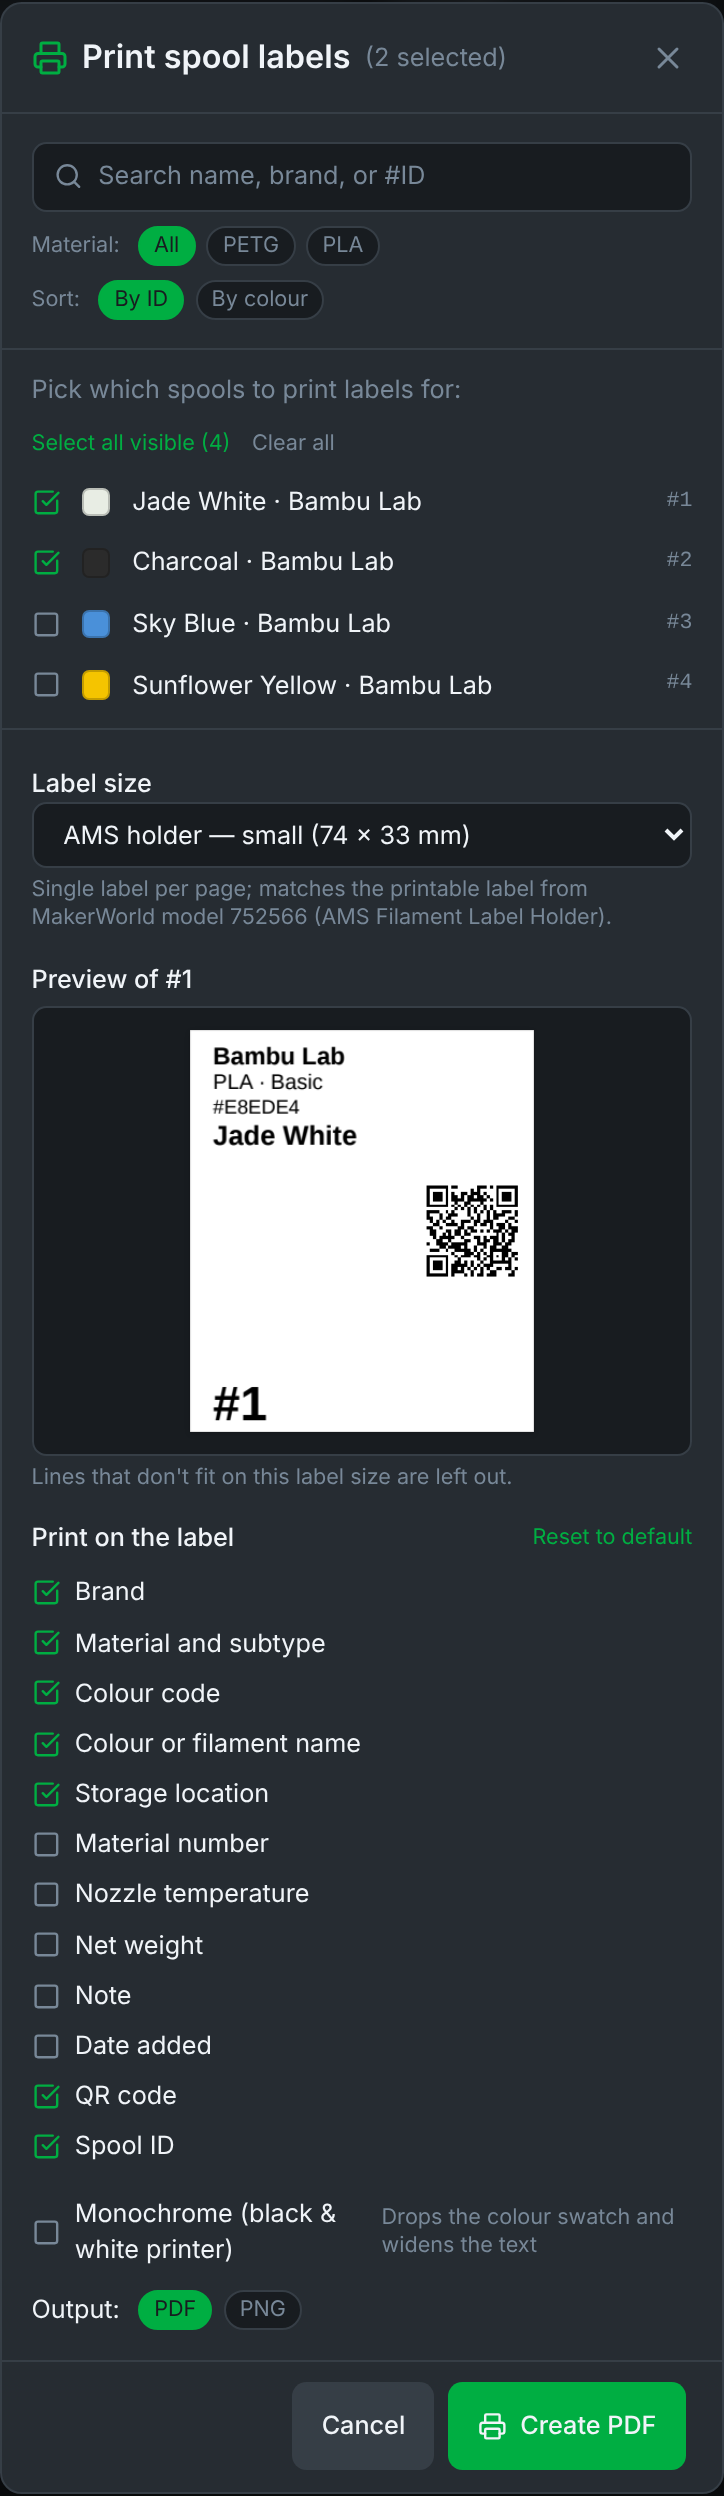 Print spool labels (2 selected)
Search name, brand, or #ID
Material: All PETG PLA
Sort: By ID By colour
Pick which spools to print labels for:
Select all visible (4) Clear all
Jade White · Bambu Lab #1
Charcoal · Bambu Lab #2
Sky Blue · Bambu Lab #3
Sunflower Yellow · Bambu Lab #4
Label size
AMS holder — small (74 × 33 mm)
Single label per page; matches the printable label from
MakerWorld model 752566 (AMS Filament Label Holder).
Preview of #1
Bambu Lab
PLA · Basic
#E8EDE4
Jade White
#1
Lines that don't fit on this label size are left out.
Print on the label Reset to default
Brand
Material and subtype
Colour code
Colour or filament name
Storage location
Material number
Nozzle temperature
Net weight
Note
Date added
QR code
Spool ID
Monochrome (black &
white printer)
Drops the colour swatch and
widens the text
Output: PDF PNG
Cancel Create PDF